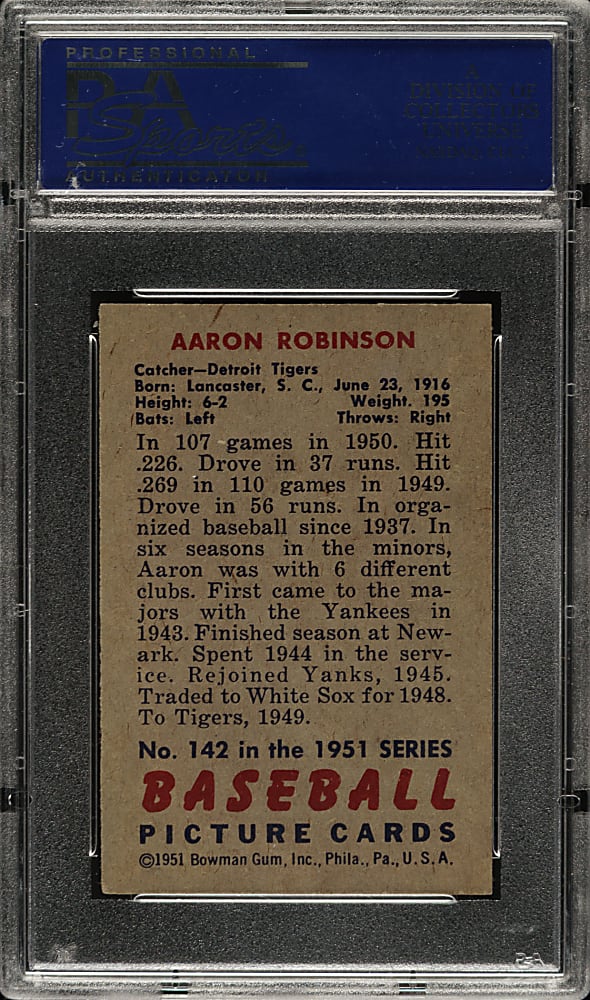 PROFESSIONAL
PSA
Sports
AUTHENTICATOR
A
DIVISION OF
COLLECTORS
UNIVERSE
AARON ROBINSON
Catcher—Detroit Tigers
Born: Lancaster, S. C., June 23, 1916
Height: 6-2 Weight. 195
Bats: Left Throws: Right
In 107 games in 1950. Hit
.226. Drove in 37 runs. Hit
.269 in 110 games in 1949.
Drove in 56 runs. In orga-
nized baseball since 1937. In
six seasons in the minors,
Aaron was with 6 different
clubs. First came to the ma-
jors with the Yankees in
1943. Finished season at New-
ark. Spent 1944 in the serv-
ice. Rejoined Yanks, 1945.
Traded to White Sox for 1948.
To Tigers, 1949.
No. 142 in the 1951 SERIES
BASEBALL
PICTURE CARDS
©1951 Bowman Gum, Inc., Phila., Pa., U. S. A.
PSA